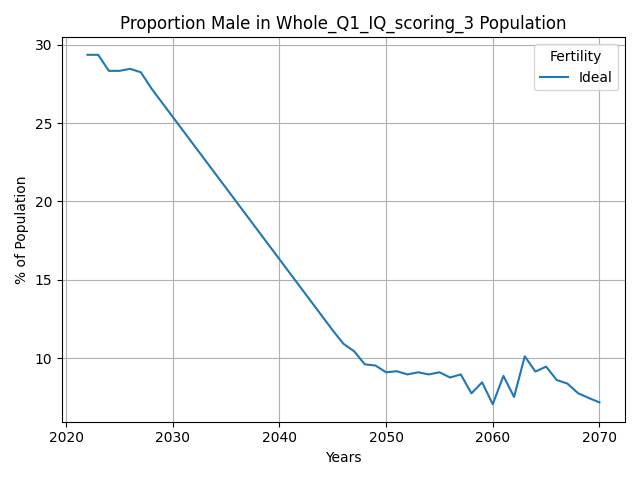 Proportion Male in Whole_Q1_IQ_scoring_3 Population
Fertility
Ideal
% of Population
30
25
20
15
10
2020 2030 2040 2050 2060 2070
Years